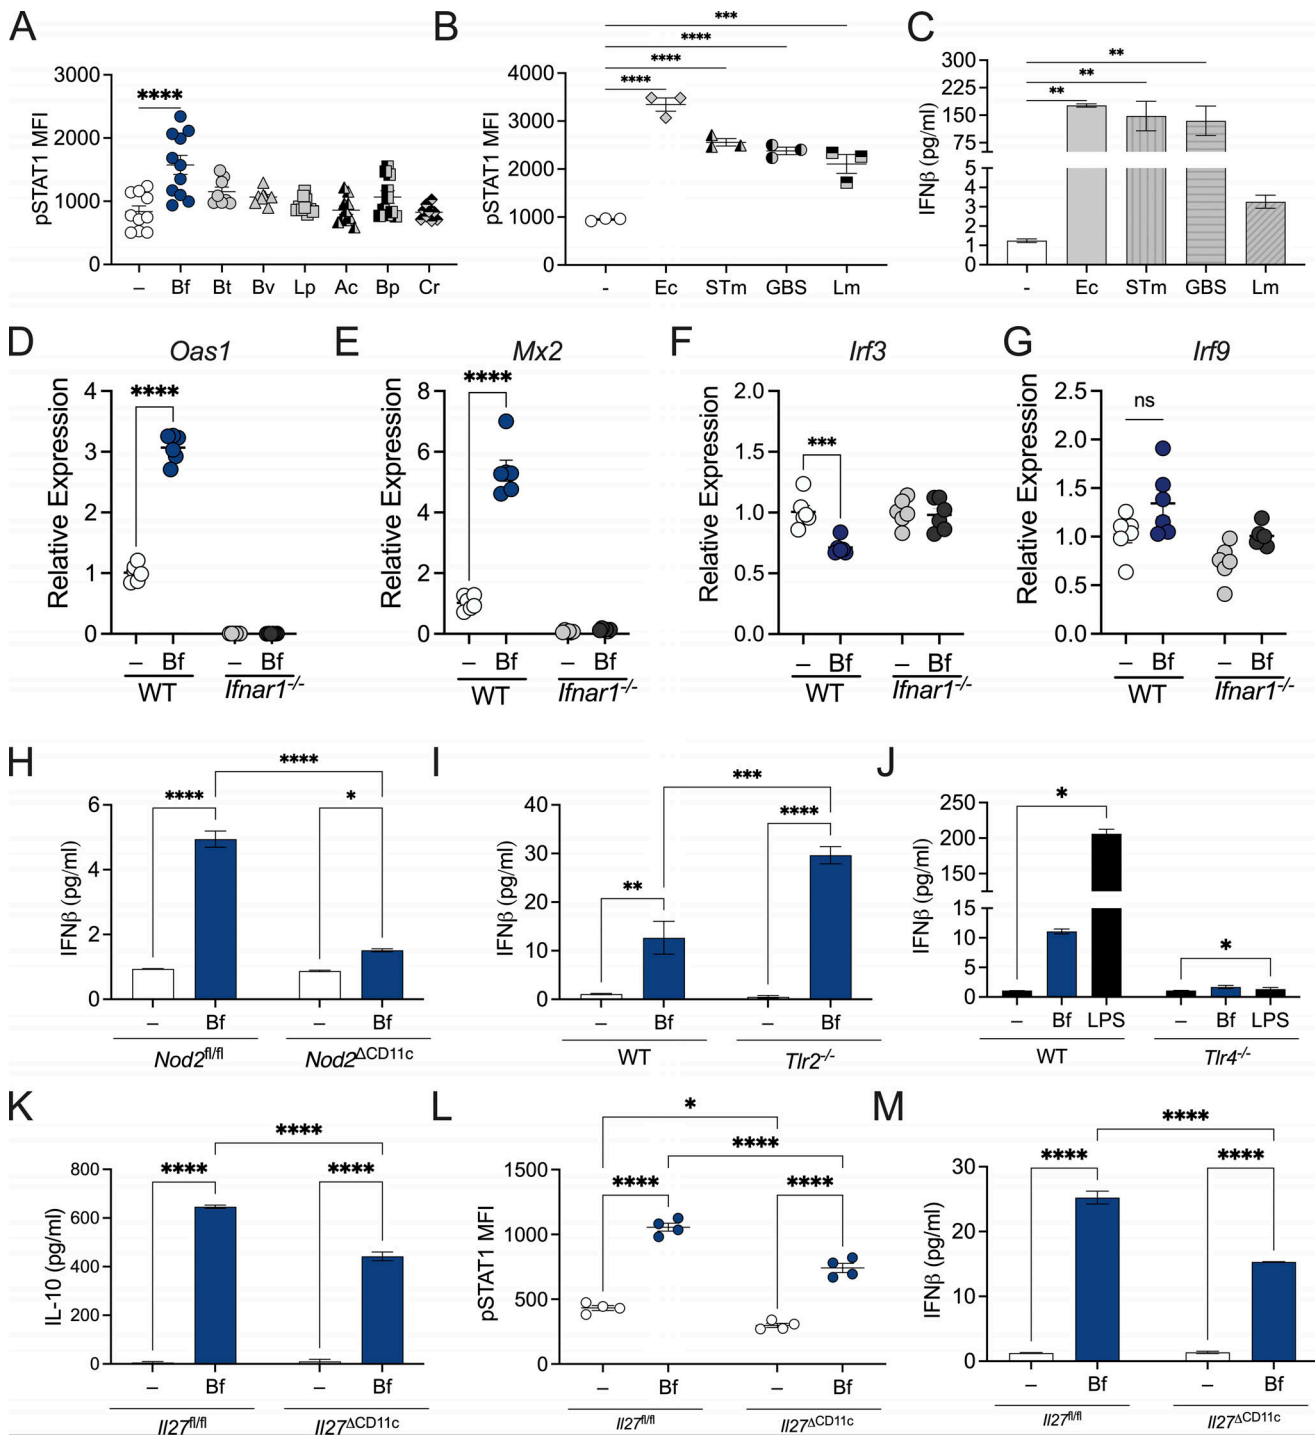 A
B
C
***
****
****
****
****
**
**
**
pSTAT1 MFI
3000
2000
1000
0
– Bf Bt Bv Lp Ac Bp Cr
pSTAT1 MFI
4000
3000
2000
1000
0
- Ec STm GBS Lm
IFNβ (pg/ml)
300
225
150
75
5
4
3
2
1
0
- Ec STm GBS Lm
D
Oas1
Relative Expression
4
3
2
1
0
****
– Bf – Bf
WT Ifnar1-/-
E
Mx2
Relative Expression
8
6
4
2
0
****
– Bf – Bf
WT Ifnar1-/-
F
Irf3
Relative Expression
2.0
1.5
1.0
0.5
0.0
***
– Bf – Bf
WT Ifnar1-/-
G
Irf9
Relative Expression
2.5
2.0
1.5
1.0
0.5
0.0
ns
– Bf – Bf
WT Ifnar1-/-
H
IFNβ (pg/ml)
6
4
2
0
****
****
*
– Bf – Bf
Nod2fl/fl Nod2ΔCD11c
I
IFNβ (pg/ml)
40
30
20
10
0
***
**
****
– Bf – Bf
WT Tlr2-/-
J
IFNβ (pg/ml)
250
200
150
100
15
10
5
0
*
*
– Bf LPS – Bf LPS
WT Tlr4-/-
K
IL-10 (pg/ml)
800
600
400
200
0
****
****
****
– Bf – Bf
Il27fl/fl Il27ΔCD11c
L
pSTAT1 MFI
1500
1000
500
0
*
****
****
****
– Bf – Bf
Il27fl/fl Il27ΔCD11c
M
IFNβ (pg/ml)
30
20
10
0
****
****
****
– Bf – Bf
Il27fl/fl Il27ΔCD11c